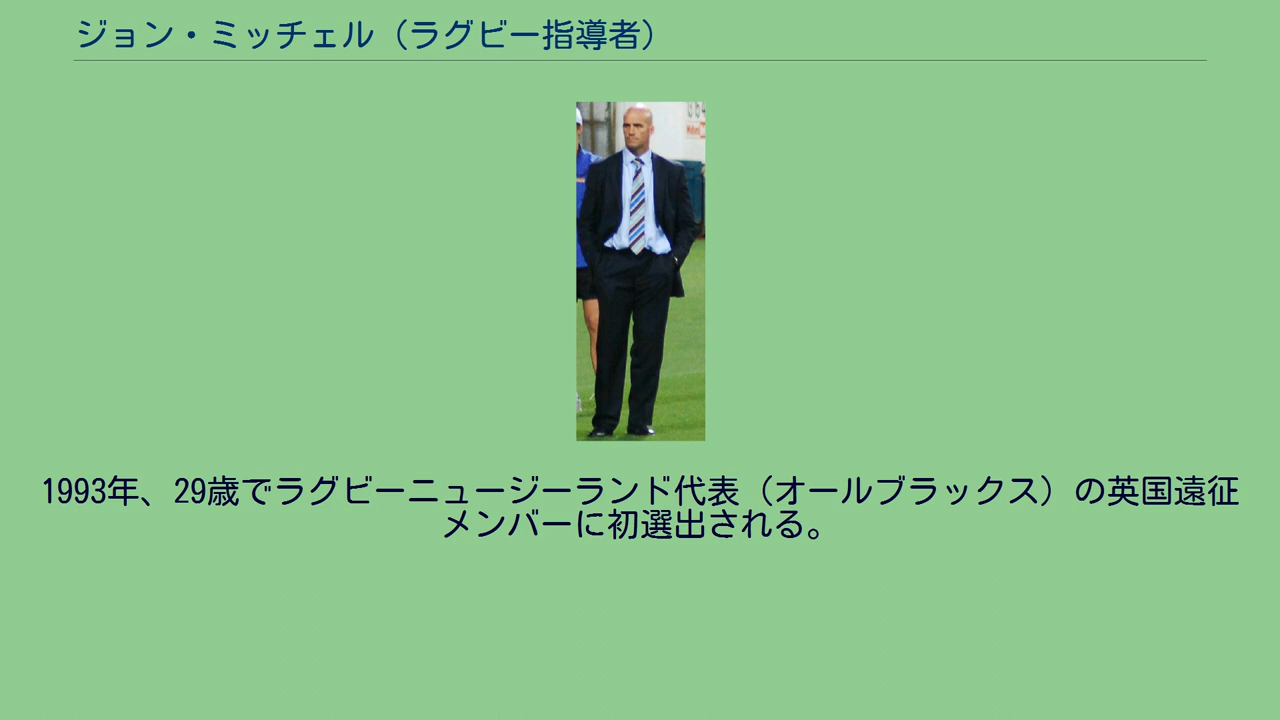 ジョン・ミッチェル（ラグビー指導者）
1993年、29歳でラグビーニュージーランド代表（オールブラックス）の英国遠征
メンバーに初選出される。